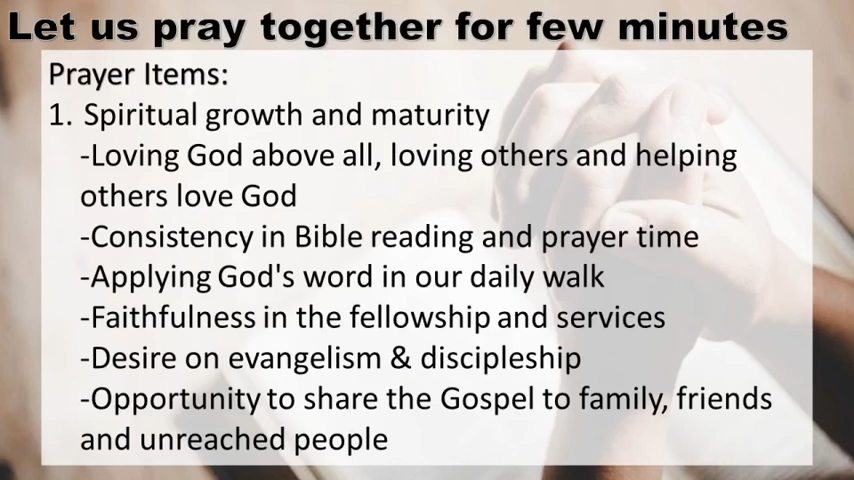 Let us pray together for few minutes
Prayer Items:
1. Spiritual growth and maturity
-Loving God above all, loving others and helping
others love God
-Consistency in Bible reading and prayer time
-Applying God's word in our daily walk
-Faithfulness in the fellowship and services
-Desire on evangelism & discipleship
-Opportunity to share the Gospel to family, friends
and unreached people